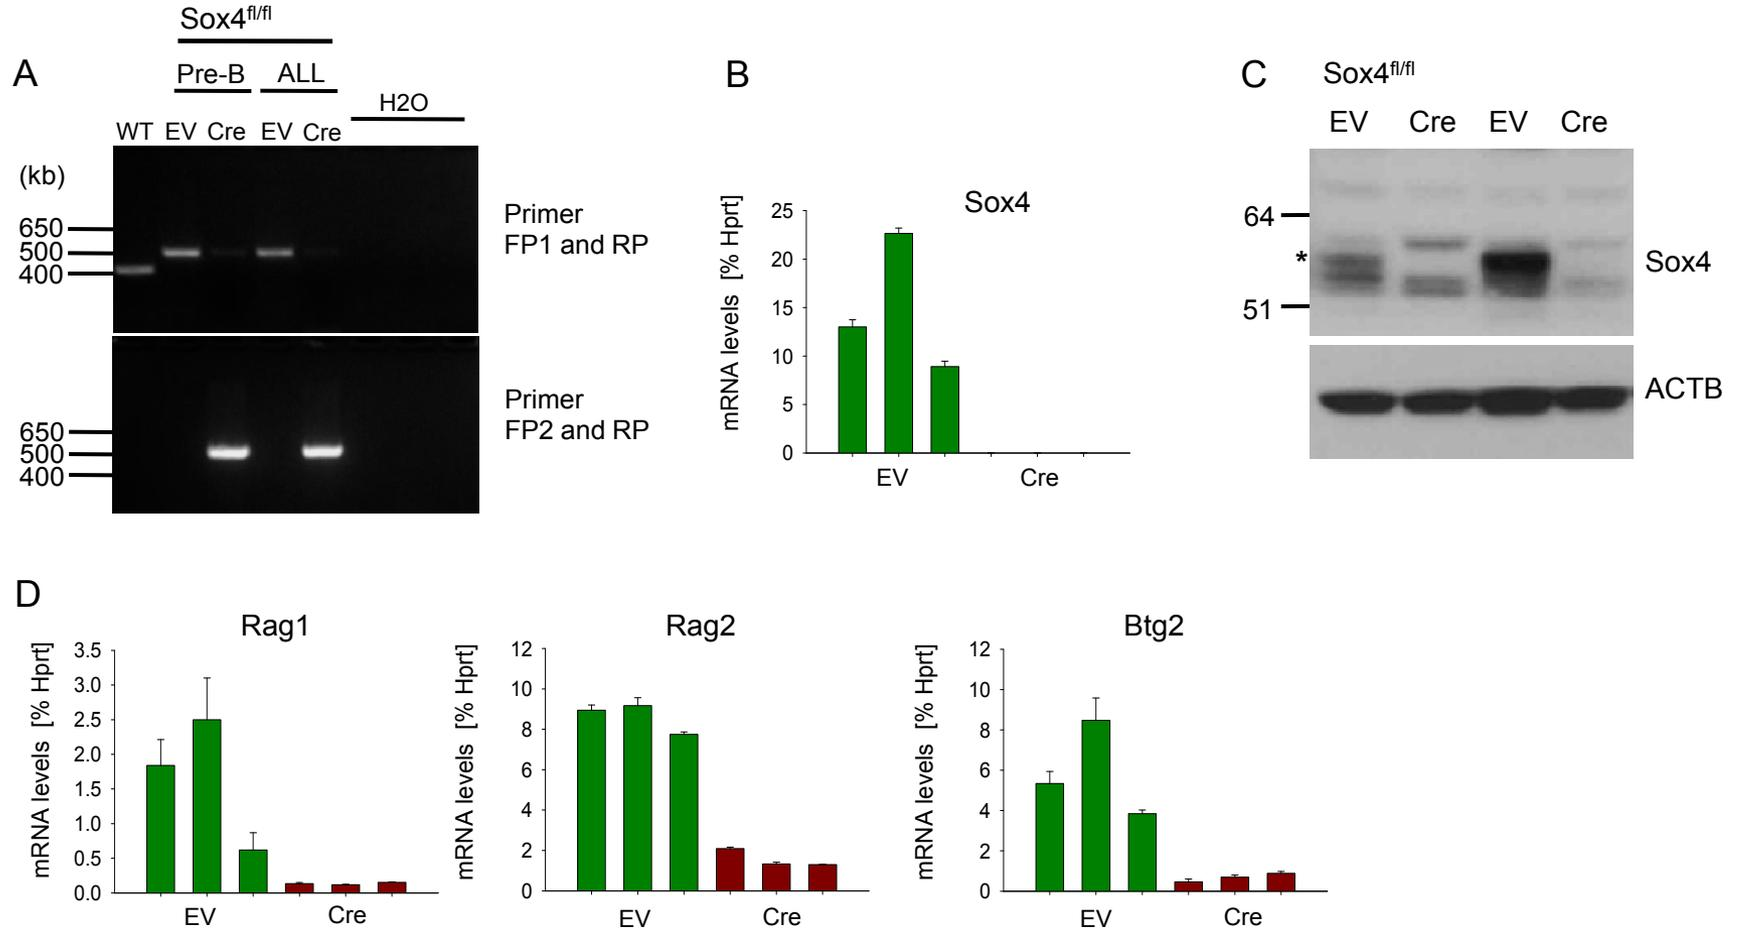 Sox4fl/fl
A
Pre-B ALL
H2O
WT EV Cre EV Cre
(kb)
650
500
400
Primer
FP1 and RP
650
500
400
Primer
FP2 and RP
B
Sox4
mRNA levels [% Hprt]
25
20
15
10
5
0
EV Cre
C
Sox4fl/fl
EV Cre EV Cre
64
*
51
Sox4
ACTB
D
Rag1
mRNA levels [% Hprt]
3.5
3.0
2.5
2.0
1.5
1.0
0.5
0.0
EV Cre
Rag2
mRNA levels [% Hprt]
12
10
8
6
4
2
0
EV Cre
Btg2
mRNA levels [% Hprt]
12
10
8
6
4
2
0
EV Cre